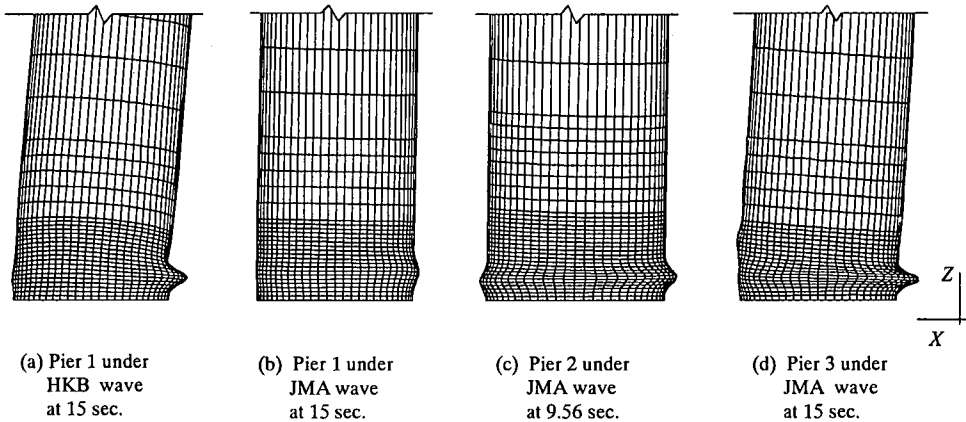 Z
X
(a) Pier 1 under
HKB wave
at 15 sec.
(b) Pier 1 under
JMA wave
at 15 sec.
(c) Pier 2 under
JMA wave
at 9.56 sec.
(d) Pier 3 under
JMA wave
at 15 sec.